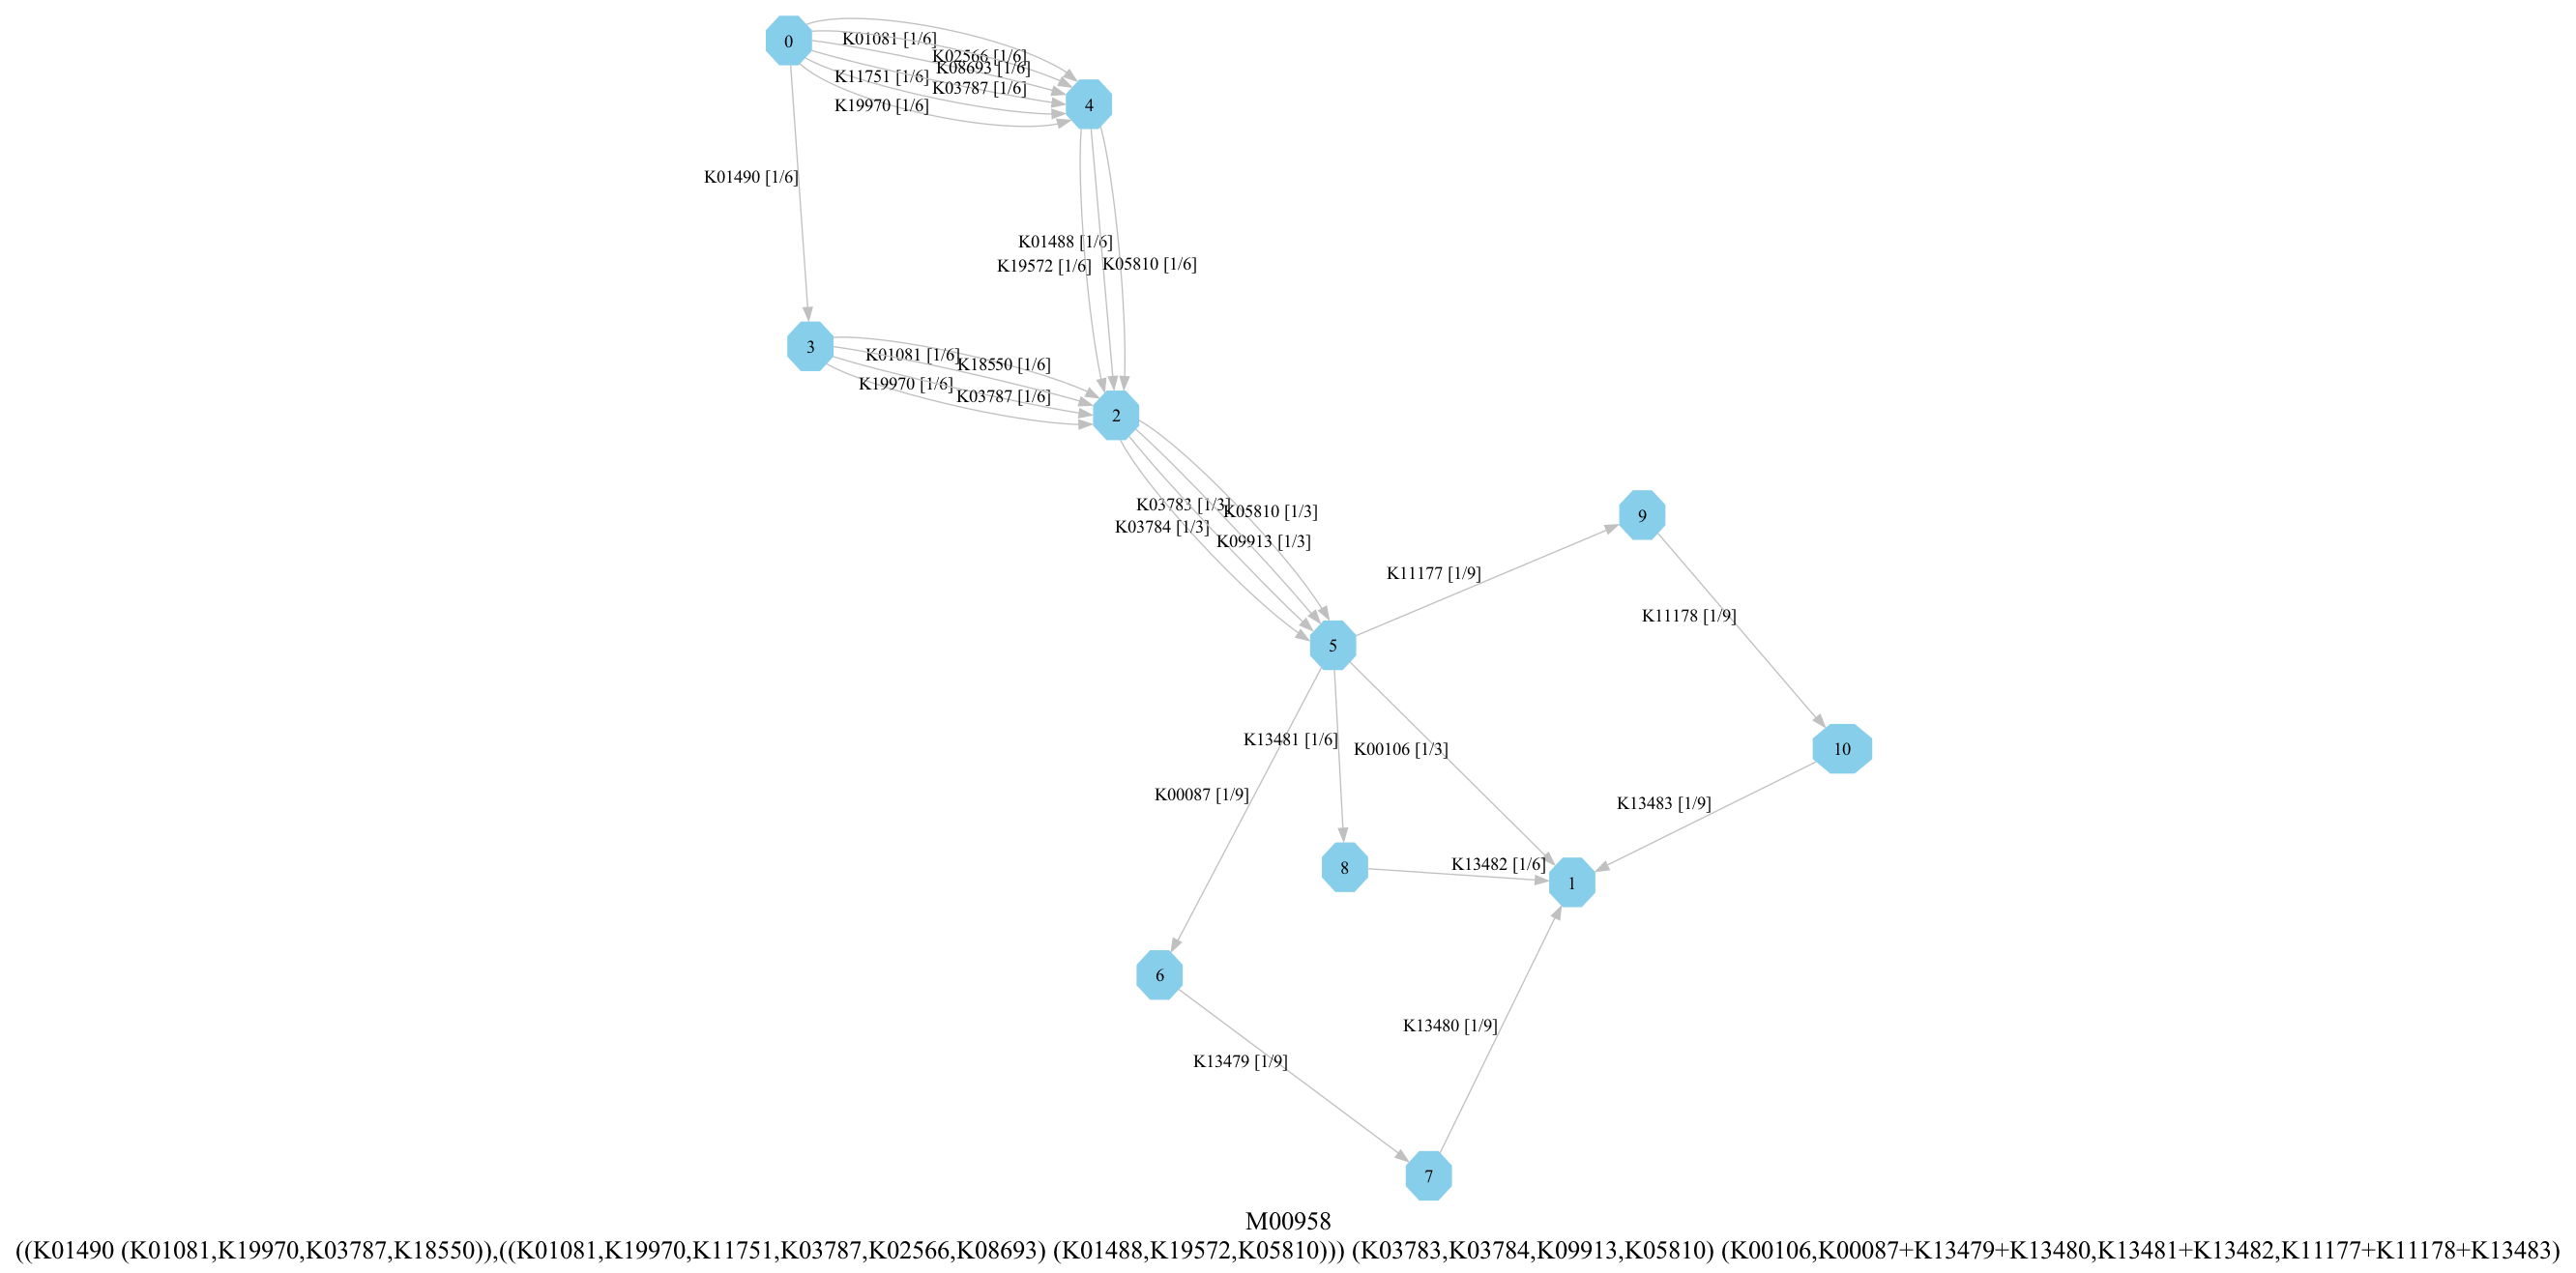 0
K01081 [1/6]
K02566 [1/6]
K08693 [1/6]
K11751 [1/6]
K03787 [1/6]
K19970 [1/6]
4
K01490 [1/6]
K01488 [1/6]
K19572 [1/6]
K05810 [1/6]
3
K01081 [1/6]
K18550 [1/6]
K19970 [1/6]
K03787 [1/6]
2
K03783 [1/3]
K05810 [1/3]
K03784 [1/3]
K09913 [1/3]
9
K11177 [1/9]
K11178 [1/9]
5
K13481 [1/6]
K00106 [1/3]
10
K00087 [1/9]
K13483 [1/9]
8
K13482 [1/6]
1
6
K13480 [1/9]
K13479 [1/9]
7
M00958
((K01490 (K01081,K19970,K03787,K18550)),((K01081,K19970,K11751,K03787,K02566,K08693) (K01488,K19572,K05810))) (K03783,K03784,K09913,K05810) (K00106,K00087+K13479+K13480,K13481+K13482,K11177+K11178+K13483)